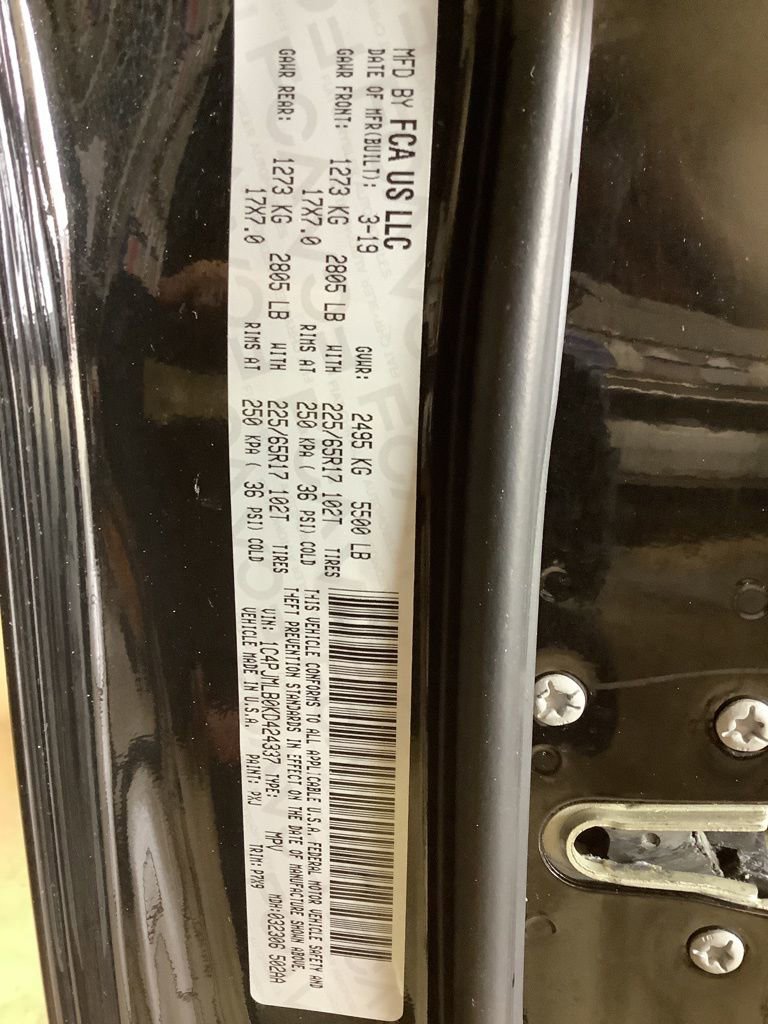 MFD BY FCA US LLC
DATE OF MFR(BUILT): 3-19 GVWR: 2495 KG 5500 LB
GAWR FRONT: 1273 KG 2805 LB WITH 225/65R17 102T TIRES
17X7.0 RIMS AT 250 KPA ( 36 PSI) COLD
GAWR REAR: 1273 KG 2805 LB WITH 225/65R17 102T TIRES
17X7.0 RIMS AT 250 KPA ( 36 PSI) COLD
THIS VEHICLE CONFORMS TO ALL APPLICABLE U.S.A. FEDERAL MOTOR VEHICLE SAFETY AND
THEFT PREVENTION STANDARDS IN EFFECT ON THE DATE OF MANUFACTURE SHOWN ABOVE.
VIN: 1C4PJMLB0KD424337 TYPE: MPV MDH:032306 502AA
VEHICLE MADE IN U.S.A. PAINT: PXJ TRIM:P7X9